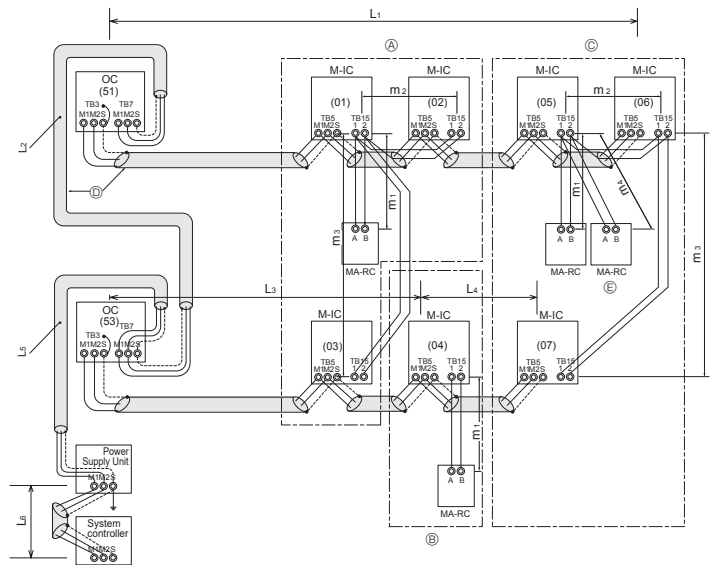 L1
Ⓐ
Ⓒ
OC
(51)
TB3 TB7
M1M2S M1M2S
M-IC
(01)
TB5 TB15
M1M2S 1 2
m2
M-IC
(02)
TB5 TB15
M1M2S 1 2
M-IC
(05)
TB5 TB15
M1M2S 1 2
m2
M-IC
(06)
TB5 TB15
M1M2S 1 2
L2
Ⓓ
m3
m1
A B
MA-RC
m1
m4
A B
MA-RC
A B
MA-RC
Ⓔ
m3
L3
L4
L5
OC
(53)
TB3 TB7
M1M2S M1M2S
M-IC
(03)
TB5 TB15
M1M2S 1 2
M-IC
(04)
TB5 TB15
M1M2S 1 2
M-IC
(07)
TB5 TB15
M1M2S 1 2
m1
A B
MA-RC
Ⓑ
Power
Supply Unit
M1M2S
L6
System
controller
M1M2S